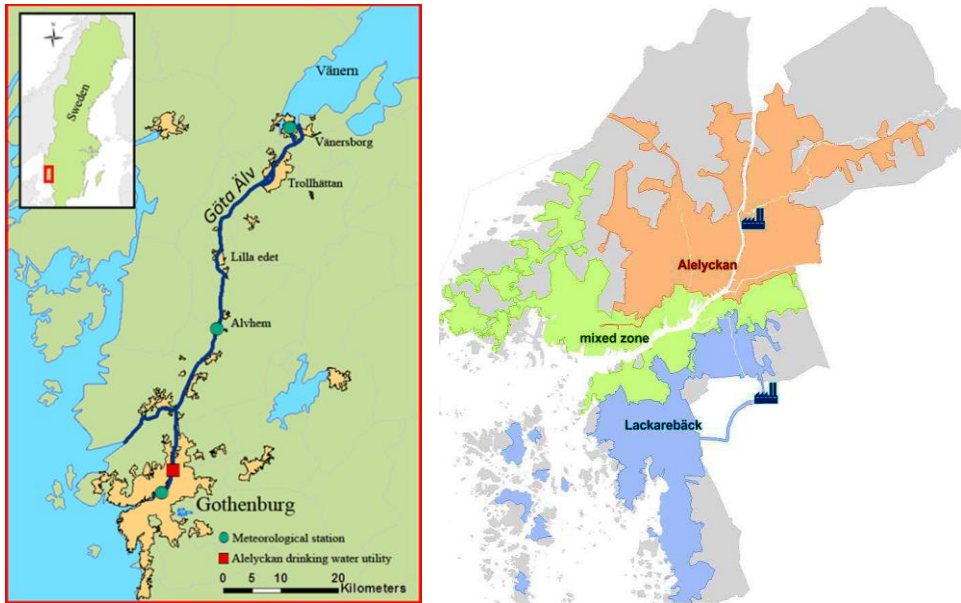 N
Sweden
Vänern
Vänersborg
Trollhättan
Göta Älv
Lilla edet
Alvhem
Gothenburg
Meteorological station
Alelyckan drinking water utility
0 5 10 20
Kilometers
Alelyckan
mixed zone
Lackarebäck